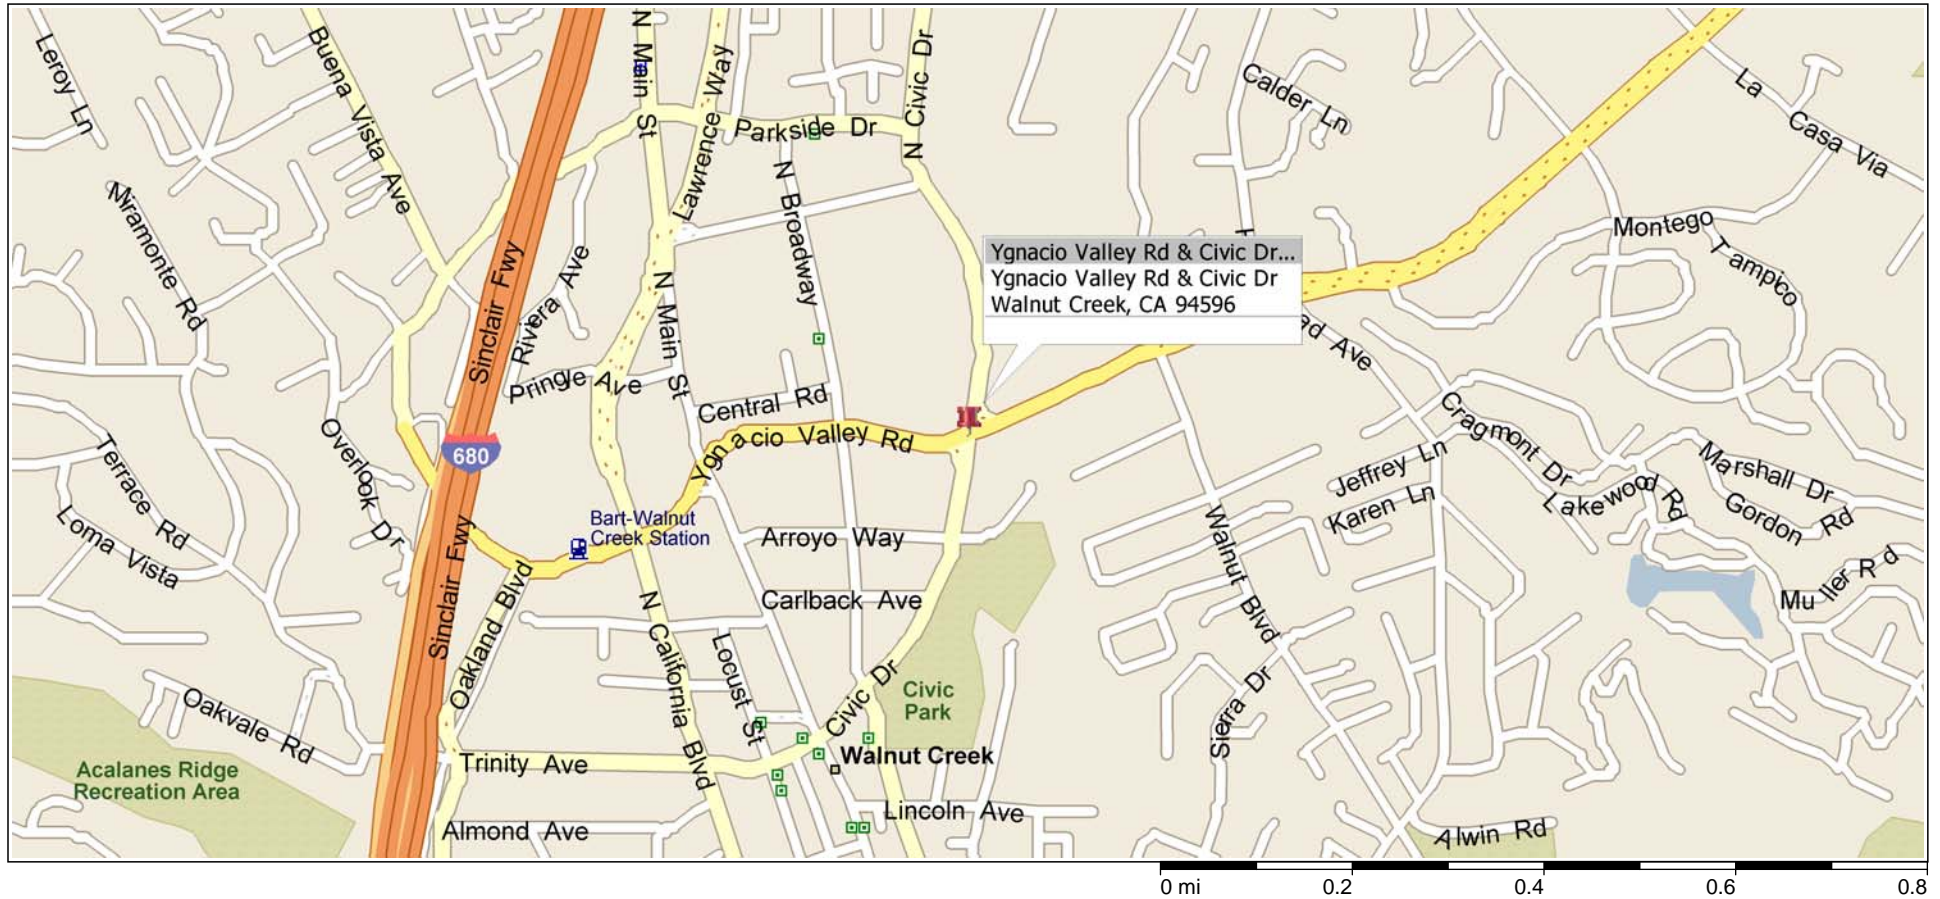 Leroy Ln
Buena Vista Ave
N Main St
Lawrence Way
N Civic Dr
Parkside Dr
Calder Ln
La Casa Via
Miramonte Rd
N Broadway
Montego
Tampico
Sinclair Fwy
Riviera Ave
N Main St
Ygnacio Valley Rd & Civic Dr...
Ygnacio Valley Rd & Civic Dr
Walnut Creek, CA 94596
ad Ave
Pringle Ave
Central Rd
Ygnacio Valley Rd
680
Overlook Dr
Terrace Rd
Loma Vista
Cragmont Dr
Jeffrey Ln
Karen Ln
Lakewood Rd
Marshall Dr
Gordon Rd
Muller Rd
Bart-Walnut
Creek Station
Arroyo Way
Carlback Ave
Sinclair Fwy
Oakland Blvd
N California Blvd
Locust St
Civic Dr
Civic
Park
Walnut Blvd
Sierra Dr
Oakvale Rd
Acalanes Ridge
Recreation Area
Trinity Ave
Walnut Creek
Lincoln Ave
Almond Ave
Alwin Rd
0 mi 0.2 0.4 0.6 0.8